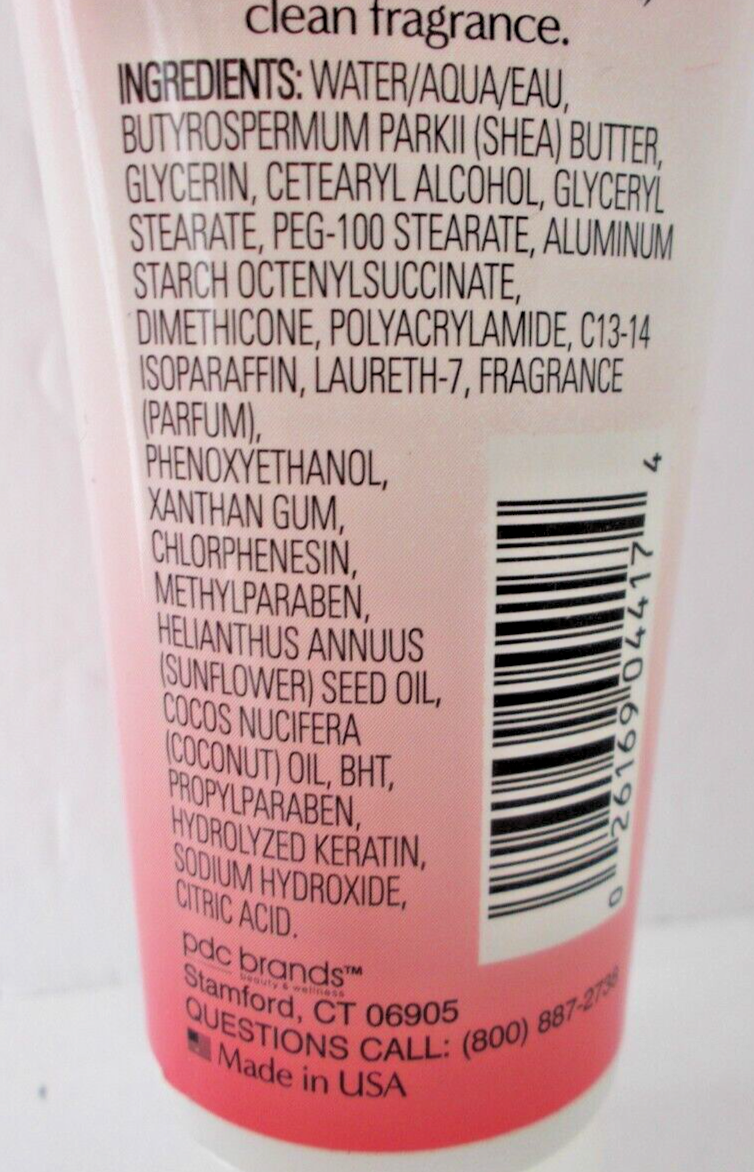 clean fragrance.
INGREDIENTS: WATER/AQUA/EAU,
BUTYROSPERMUM PARKII (SHEA) BUTTER,
GLYCERIN, CETEARYL ALCOHOL, GLYCERYL
STEARATE, PEG-100 STEARATE, ALUMINUM
STARCH OCTENYLSUCCINATE,
DIMETHICONE, POLYACRYLAMIDE, C13-14
ISOPARAFFIN, LAURETH-7, FRAGRANCE
(PARFUM),
PHENOXYETHANOL,
XANTHAN GUM,
CHLORPHENESIN,
METHYLPARABEN,
HELIANTHUS ANNUUS
(SUNFLOWER) SEED OIL,
COCOS NUCIFERA
(COCONUT) OIL, BHT,
PROPYLPARABEN,
HYDROLYZED KERATIN,
SODIUM HYDROXIDE,
CITRIC ACID.
0 26169 04417 4
pdc brands™
beauty & wellness
Stamford, CT 06905
QUESTIONS CALL: (800)
Made in USA